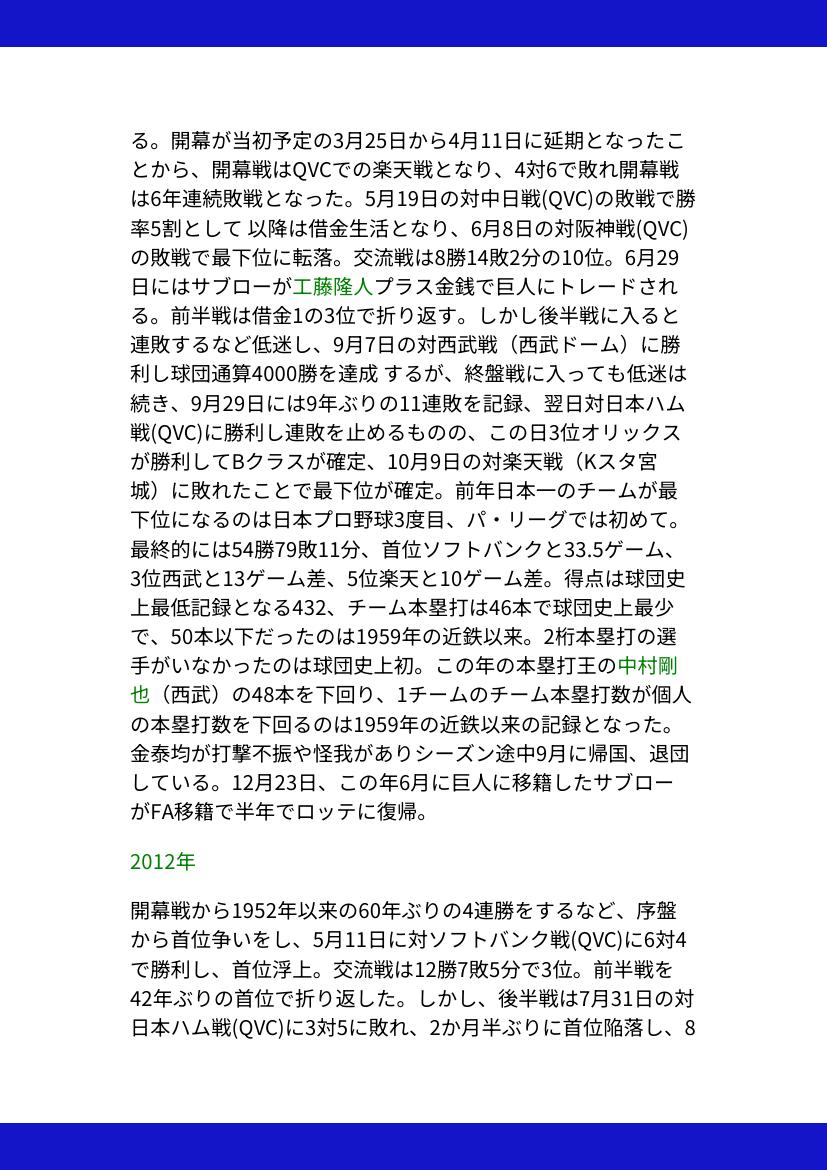 る。開幕が当初予定の3月25日から4月11日に延期となったこ
とから、開幕戦はQVCでの楽天戦となり、4対6で敗れ開幕戦
は6年連続敗戦となった。5月19日の対中日戦(QVC)の敗戦で勝
率5割として 以降は借金生活となり、6月8日の対阪神戦(QVC)
の敗戦で最下位に転落。交流戦は8勝14敗2分の10位。6月29
日にはサブローが工藤隆人プラス金銭で巨人にトレードされ
る。前半戦は借金1の3位で折り返す。しかし後半戦に入ると
連敗するなど低迷し、9月7日の対西武戦（西武ドーム）に勝
利し球団通算4000勝を達成 するが、終盤戦に入っても低迷は
続き、9月29日には9年ぶりの11連敗を記録、翌日対日本ハム
戦(QVC)に勝利し連敗を止めるものの、この日3位オリックス
が勝利してBクラスが確定、10月9日の対楽天戦（Kスタ宮
城）に敗れたことで最下位が確定。前年日本一のチームが最
下位になるのは日本プロ野球3度目、パ・リーグでは初めて。
最終的には54勝79敗11分、首位ソフトバンクと33.5ゲーム、
3位西武と13ゲーム差、5位楽天と10ゲーム差。得点は球団史
上最低記録となる432、チーム本塁打は46本で球団史上最少
で、50本以下だったのは1959年の近鉄以来。2桁本塁打の選
手がいなかったのは球団史上初。この年の本塁打王の中村剛
也（西武）の48本を下回り、1チームのチーム本塁打数が個人
の本塁打数を下回るのは1959年の近鉄以来の記録となった。
金泰均が打撃不振や怪我がありシーズン途中9月に帰国、退団
している。12月23日、この年6月に巨人に移籍したサブロー
がFA移籍で半年でロッテに復帰。
2012年
開幕戦から1952年以来の60年ぶりの4連勝をするなど、序盤
から首位争いをし、5月11日に対ソフトバンク戦(QVC)に6対4
で勝利し、首位浮上。交流戦は12勝7敗5分で3位。前半戦を
42年ぶりの首位で折り返した。しかし、後半戦は7月31日の対
日本ハム戦(QVC)に3対5に敗れ、2か月半ぶりに首位陥落し、8